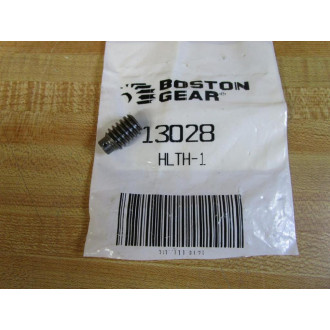 BOSTON
GEAR®
13028
HLTH-1